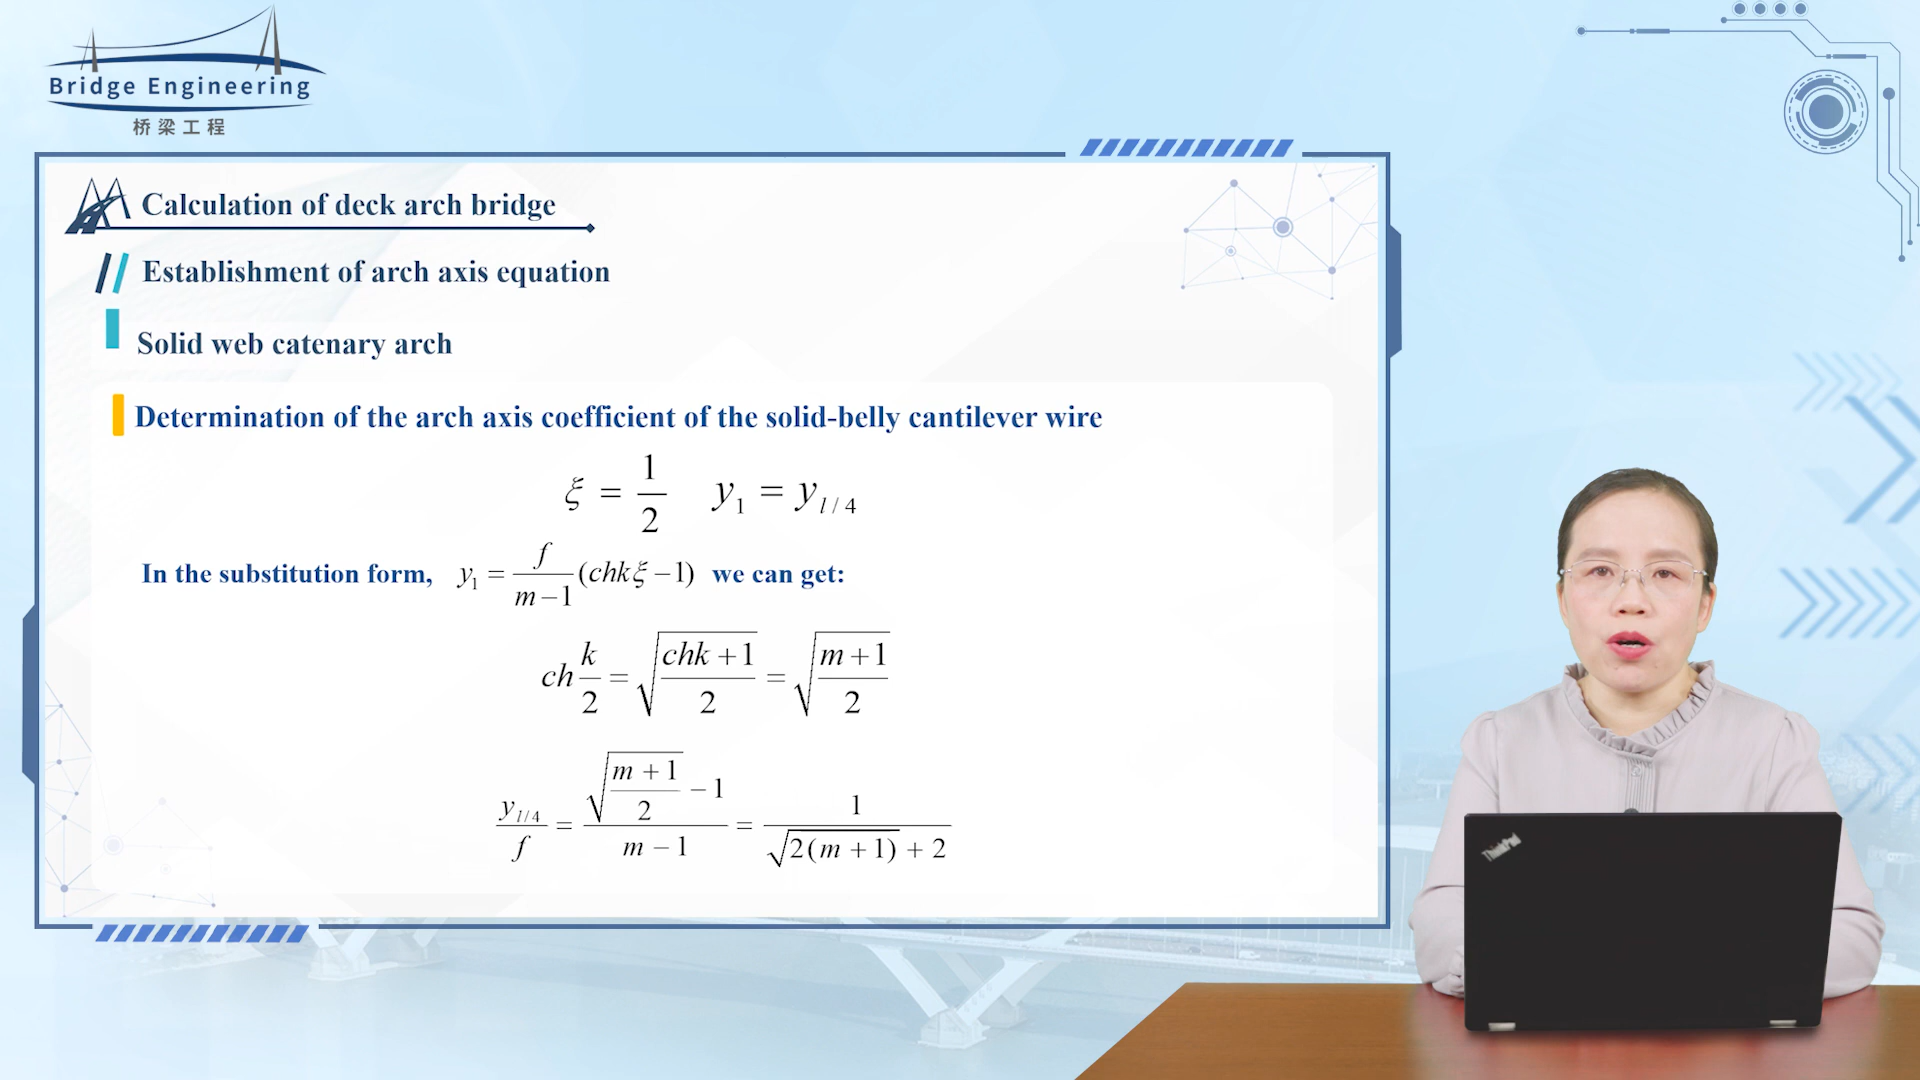 Bridge Engineering
桥梁工程
Calculation of deck arch bridge
Establishment of arch axis equation
Solid web catenary arch
Determination of the arch axis coefficient of the solid-belly cantilever wire
ξ = 1/2   y₁ = y_{l/4}
In the substitution form, y₁ = f/(m−1) (chkξ −1) we can get:
ch k/2 = √((chk+1)/2) = √((m+1)/2)
y_{l/4}/f = (√((m+1)/2) −1)/(m−1) = 1/(√(2(m+1)) + 2)
ThinkPad